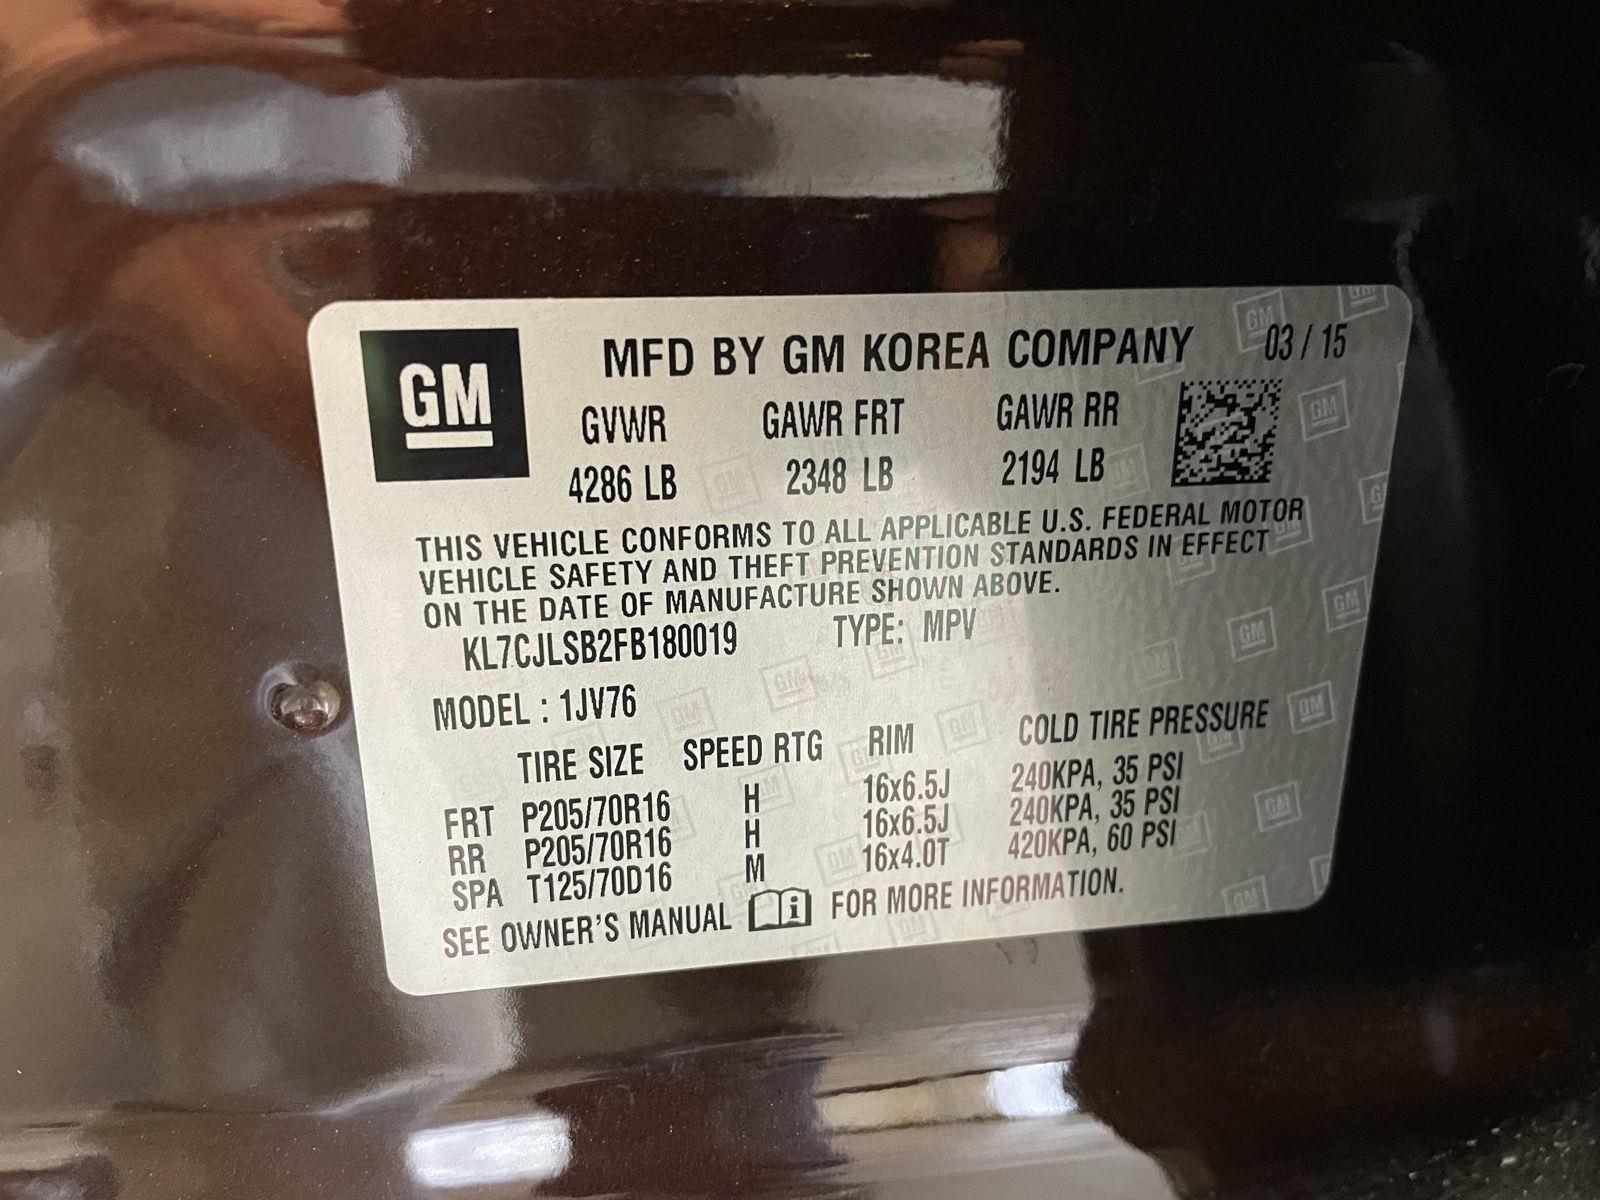 GM
MFD BY GM KOREA COMPANY 03 / 15
GVWR GAWR FRT GAWR RR
4286 LB 2348 LB 2194 LB
THIS VEHICLE CONFORMS TO ALL APPLICABLE U.S. FEDERAL MOTOR
VEHICLE SAFETY AND THEFT PREVENTION STANDARDS IN EFFECT
ON THE DATE OF MANUFACTURE SHOWN ABOVE.
KL7CJLSB2FB180019 TYPE: MPV
MODEL : 1JV76
TIRE SIZE SPEED RTG RIM COLD TIRE PRESSURE
FRT P205/70R16 H 16x6.5J 240KPA, 35 PSI
RR P205/70R16 H 16x6.5J 240KPA, 35 PSI
SPA T125/70D16 M 16x4.0T 420KPA, 60 PSI
SEE OWNER'S MANUAL i FOR MORE INFORMATION.